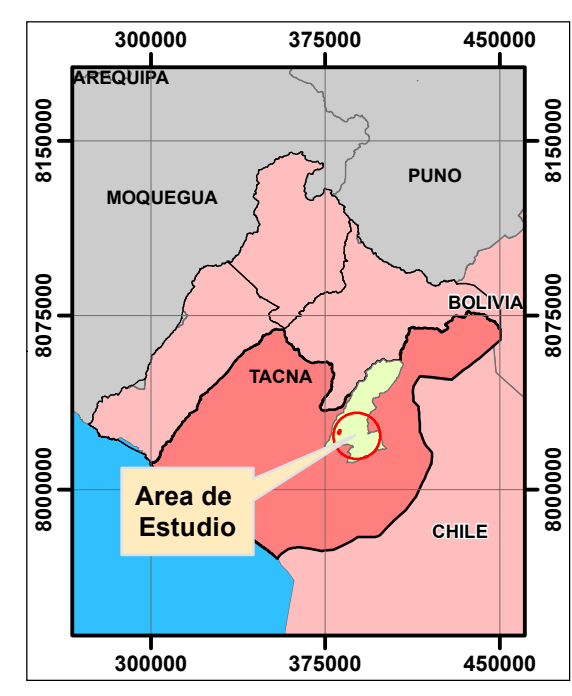 300000 375000 450000
AREQUIPA
8150000 8150000
PUNO
MOQUEGUA
BOLIVIA
8075000 8075000
TACNA
Area de
Estudio
8000000 8000000
CHILE
300000 375000 450000